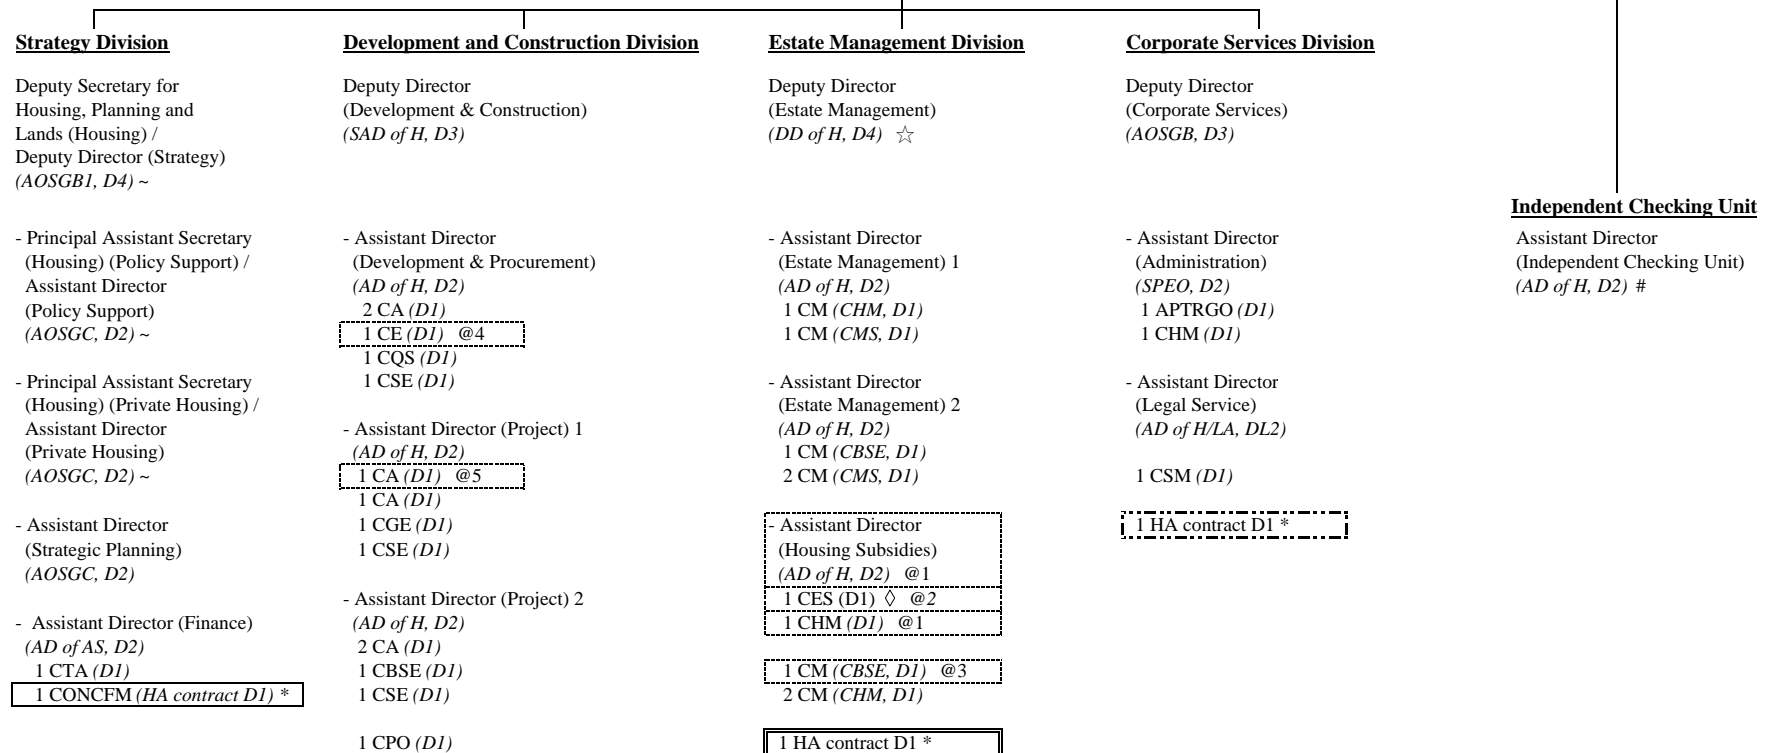 Strategy Division
Deputy Secretary for
Housing, Planning and
Lands (Housing) /
Deputy Director (Strategy)
(AOSGB1, D4) ~
- Principal Assistant Secretary
(Housing) (Policy Support) /
Assistant Director
(Policy Support)
(AOSGC, D2) ~
- Principal Assistant Secretary
(Housing) (Private Housing) /
Assistant Director
(Private Housing)
(AOSGC, D2) ~
- Assistant Director
(Strategic Planning)
(AOSGC, D2)
- Assistant Director (Finance)
(AD of AS, D2)
1 CTA (D1)
1 CONCFM (HA contract D1) *
Development and Construction Division
Deputy Director
(Development & Construction)
(SAD of H, D3)
- Assistant Director
(Development & Procurement)
(AD of H, D2)
2 CA (D1)
1 CE (D1) @4
1 CQS (D1)
1 CSE (D1)
- Assistant Director (Project) 1
(AD of H, D2)
1 CA (D1) @5
1 CA (D1)
1 CGE (D1)
1 CSE (D1)
- Assistant Director (Project) 2
(AD of H, D2)
2 CA (D1)
1 CBSE (D1)
1 CSE (D1)
1 CPO (D1)
Estate Management Division
Deputy Director
(Estate Management)
(DD of H, D4) ☆
- Assistant Director
(Estate Management) 1
(AD of H, D2)
1 CM (CHM, D1)
1 CM (CMS, D1)
- Assistant Director
(Estate Management) 2
(AD of H, D2)
1 CM (CBSE, D1)
2 CM (CMS, D1)
- Assistant Director
(Housing Subsidies)
(AD of H, D2) @1
1 CES (D1) ◊ @2
1 CHM (D1) @1
1 CM (CBSE, D1) @3
2 CM (CHM, D1)
1 HA contract D1 *
Corporate Services Division
Deputy Director
(Corporate Services)
(AOSGB, D3)
- Assistant Director
(Administration)
(SPEO, D2)
1 APTRGO (D1)
1 CHM (D1)
- Assistant Director
(Legal Service)
(AD of H/LA, DL2)
1 CSM (D1)
1 HA contract D1 *
Independent Checking Unit
Assistant Director
(Independent Checking Unit)
(AD of H, D2) #